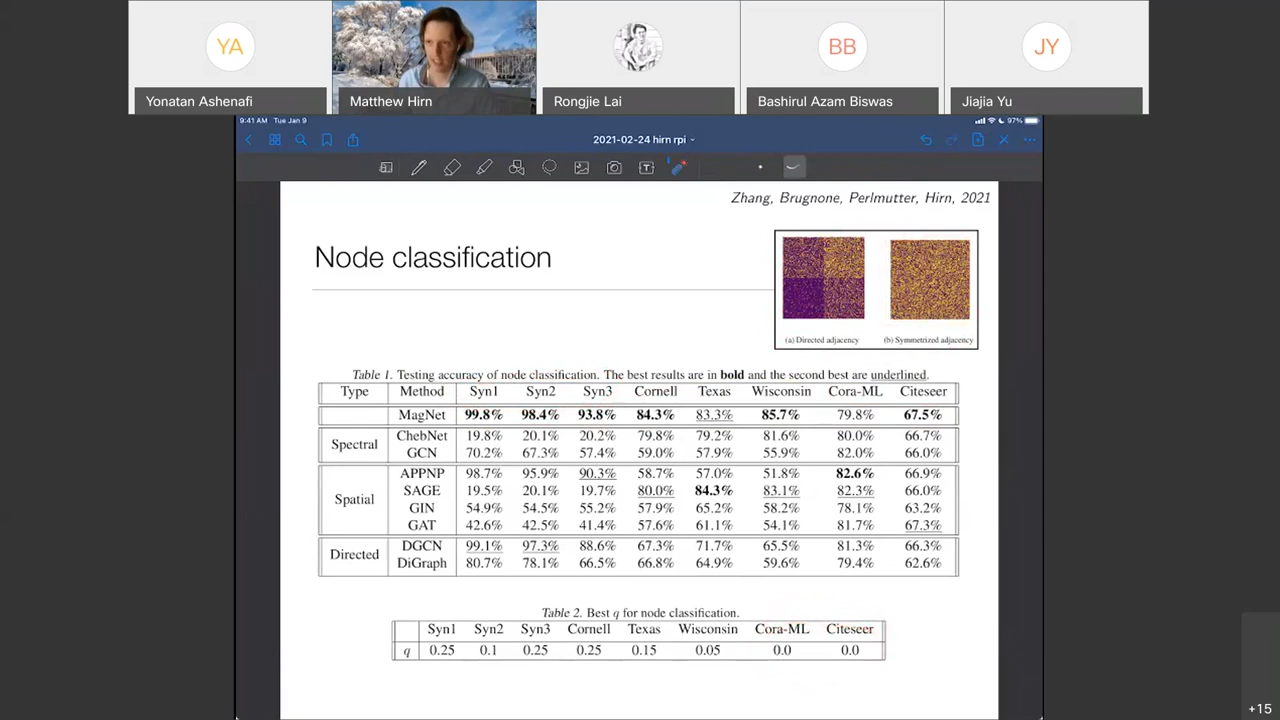 YA
BB
JY
Yonatan Ashenafi
Matthew Hirn
Rongjie Lai
Bashirul Azam Biswas
Jiajia Yu
9:41 AM Tue Jan 9
97%
2021-02-24 hirn rpi
T
Zhang, Brugnone, Perlmutter, Hirn, 2021
Node classification
(a) Directed adjacency
(b) Symmetrized adjacency
Table 1. Testing accuracy of node classification. The best results are in bold and the second best are underlined.
Type Method Syn1 Syn2 Syn3 Cornell Texas Wisconsin Cora-ML Citeseer
MagNet 99.8% 98.4% 93.8% 84.3% 83.3% 85.7% 79.8% 67.5%
Spectral
ChebNet 19.8% 20.1% 20.2% 79.8% 79.2% 81.6% 80.0% 66.7%
GCN 70.2% 67.3% 57.4% 59.0% 57.9% 55.9% 82.0% 66.0%
Spatial
APPNP 98.7% 95.9% 90.3% 58.7% 57.0% 51.8% 82.6% 66.9%
SAGE 19.5% 20.1% 19.7% 80.0% 84.3% 83.1% 82.3% 66.0%
GIN 54.9% 54.5% 55.2% 57.9% 65.2% 58.2% 78.1% 63.2%
GAT 42.6% 42.5% 41.4% 57.6% 61.1% 54.1% 81.7% 67.3%
Directed
DGCN 99.1% 97.3% 88.6% 67.3% 71.7% 65.5% 81.3% 66.3%
DiGraph 80.7% 78.1% 66.5% 66.8% 64.9% 59.6% 79.4% 62.6%
Table 2. Best q for node classification.
Syn1 Syn2 Syn3 Cornell Texas Wisconsin Cora-ML Citeseer
q 0.25 0.1 0.25 0.25 0.15 0.05 0.0 0.0
+15